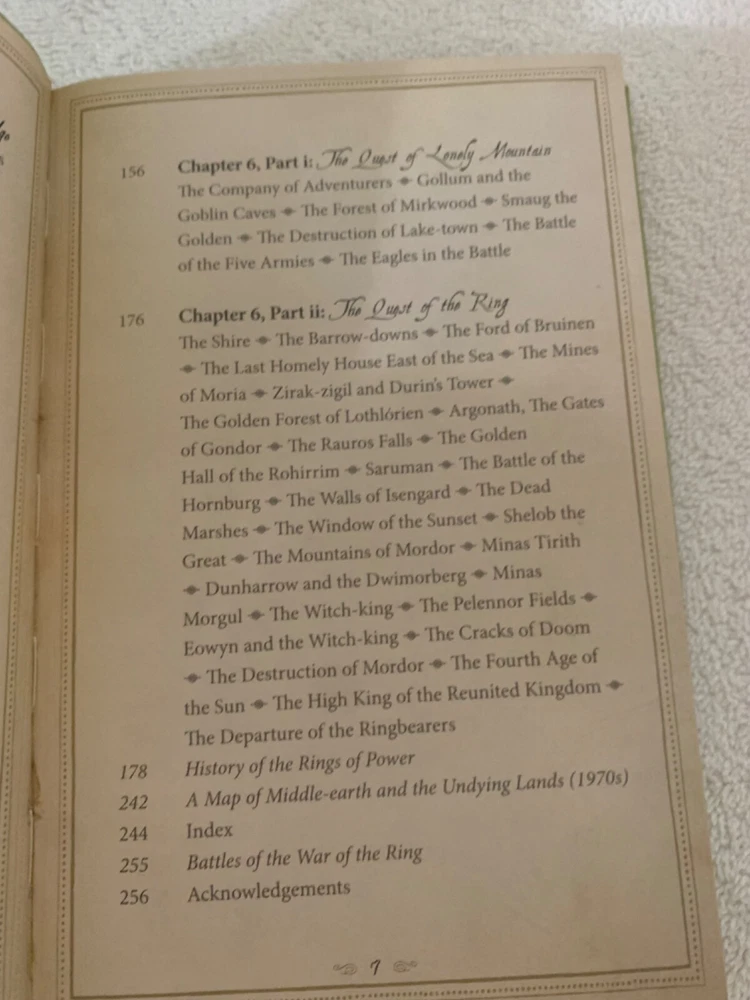 156 Chapter 6, Part i: The Quest of Lonely Mountain
The Company of Adventurers Gollum and the
Goblin Caves The Forest of Mirkwood Smaug the
Golden The Destruction of Lake-town The Battle
of the Five Armies The Eagles in the Battle
176 Chapter 6, Part ii: The Quest of the Ring
The Shire The Barrow-downs The Ford of Bruinen
The Last Homely House East of the Sea The Mines
of Moria Zirak-zigil and Durin's Tower
The Golden Forest of Lothlórien Argonath, The Gates
of Gondor The Rauros Falls The Golden
Hall of the Rohirrim Saruman The Battle of the
Hornburg The Walls of Isengard The Dead
Marshes The Window of the Sunset Shelob the
Great The Mountains of Mordor Minas Tirith
Dunharrow and the Dwimorberg Minas
Morgul The Witch-king The Pelennor Fields
Eowyn and the Witch-king The Cracks of Doom
The Destruction of Mordor The Fourth Age of
the Sun The High King of the Reunited Kingdom
The Departure of the Ringbearers
178 History of the Rings of Power
242 A Map of Middle-earth and the Undying Lands (1970s)
244 Index
255 Battles of the War of the Ring
256 Acknowledgements
7